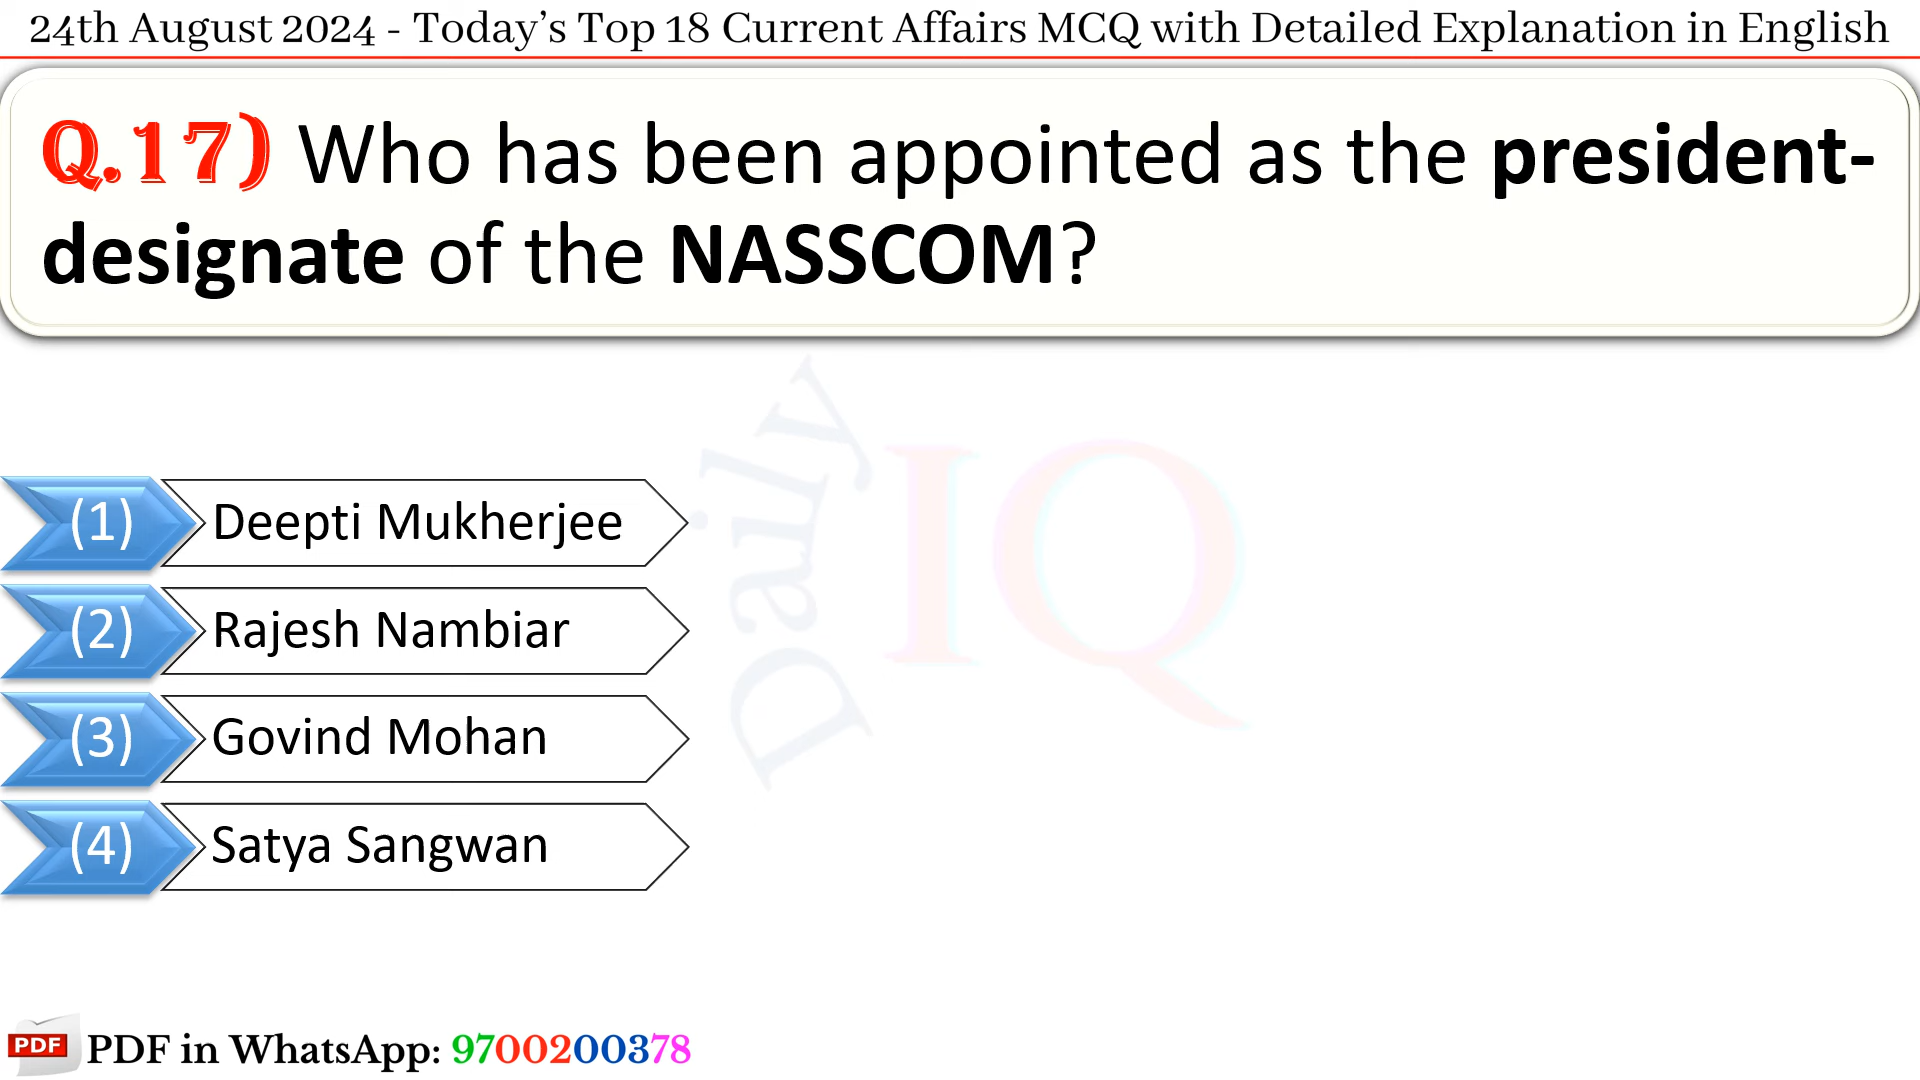 24th August 2024 - Today’s Top 18 Current Affairs MCQ with Detailed Explanation in English
Q.17) Who has been appointed as the president-
designate of the NASSCOM?
Daily IQ
(1) Deepti Mukherjee
(2) Rajesh Nambiar
(3) Govind Mohan
(4) Satya Sangwan
PDF PDF in WhatsApp: 9700200378